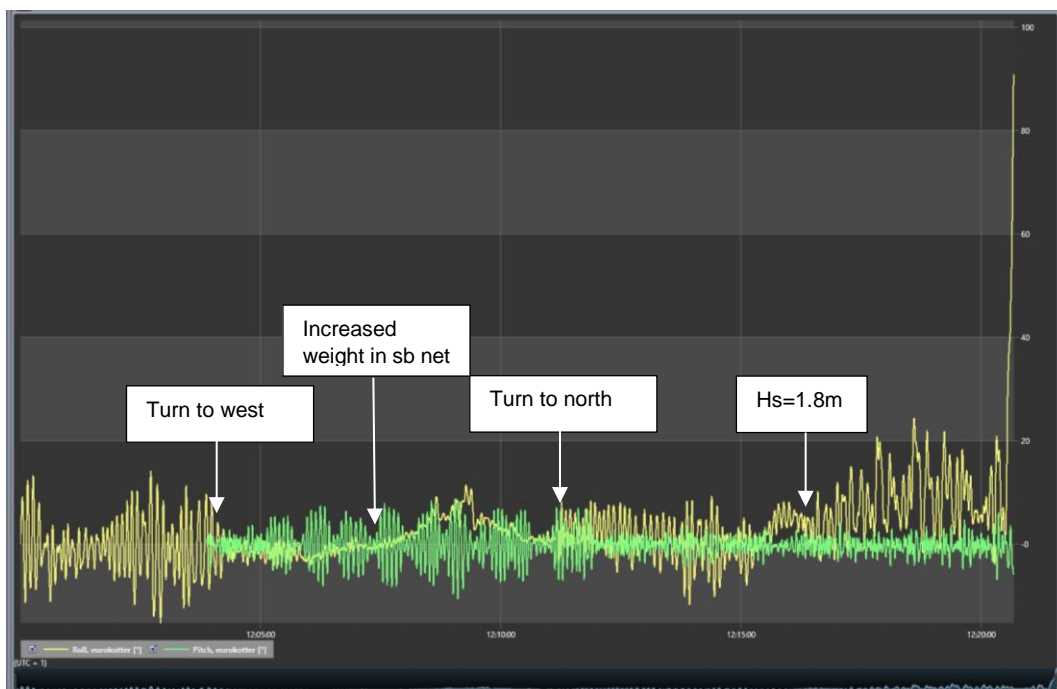 100
80
60
40
Increased
weight in sb net
Turn to west
Turn to north
Hs=1.8m
20
-0
12:05:00
12:10:00
12:15:00
12:20:00
Roll, eurokotter [°]
Pitch, eurokotter [°]
(UTC + 1)